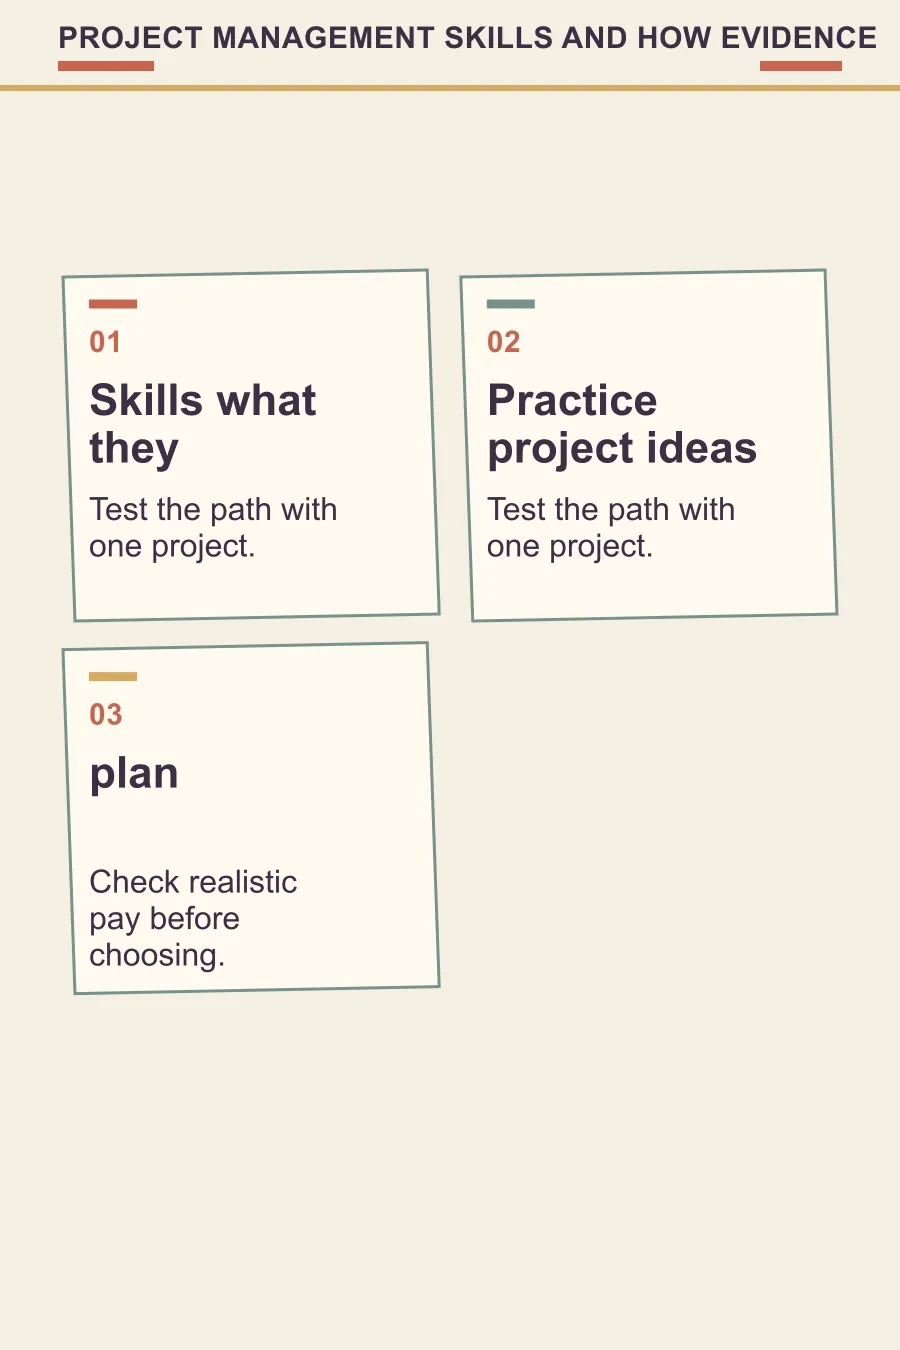 PROJECT MANAGEMENT SKILLS AND HOW EVIDENCE
01
Skills what
they
Test the path with
one project.
02
Practice
project ideas
Test the path with
one project.
03
plan
Check realistic
pay before
choosing.